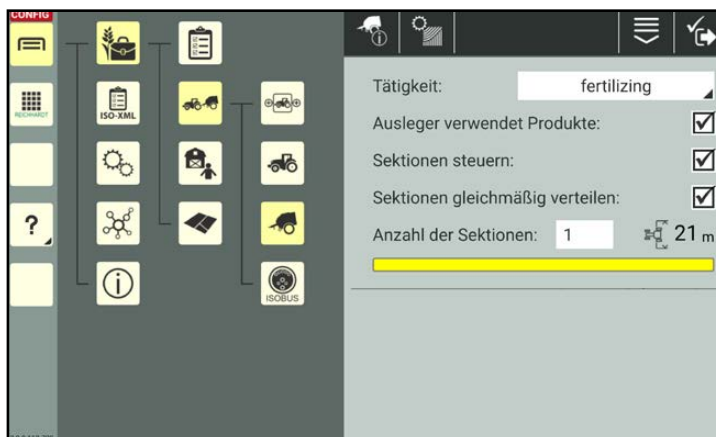 CONFIG
REICHHARDT
ISO-XML
?
ISOBUS
Tätigkeit: fertilizing
Ausleger verwendet Produkte:
Sektionen steuern:
Sektionen gleichmäßig verteilen:
Anzahl der Sektionen: 1 21 m